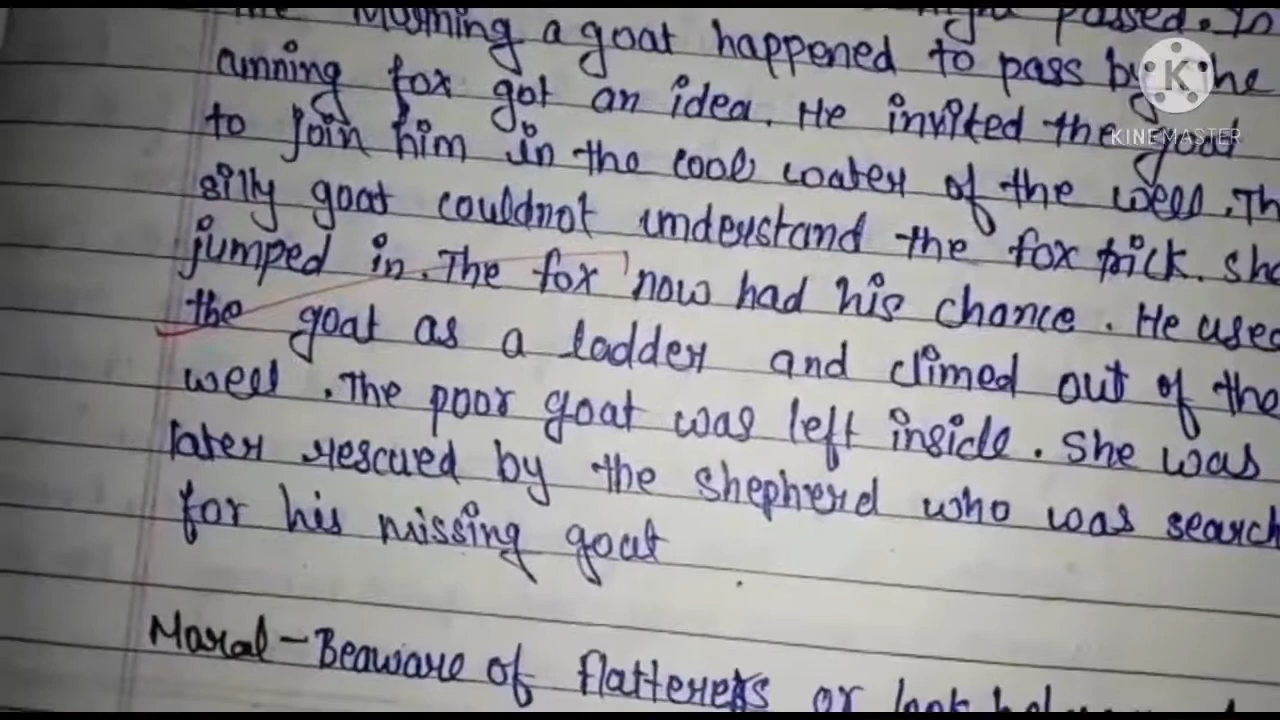 Morning a goat happened to pass by the
cunning fox got an idea. He invited the goat
to join him in the cool water of the well. Th
silly goat couldnot understand the fox trick. She
jumped in. The fox now had his chance. He used
the goat as a ladder and climed out of the
well. The poor goat was left inside. She was
later rescued by the shepherd who was search
for his missing goat
Maral - Beaware of flatterers or look
K
KINEMASTER